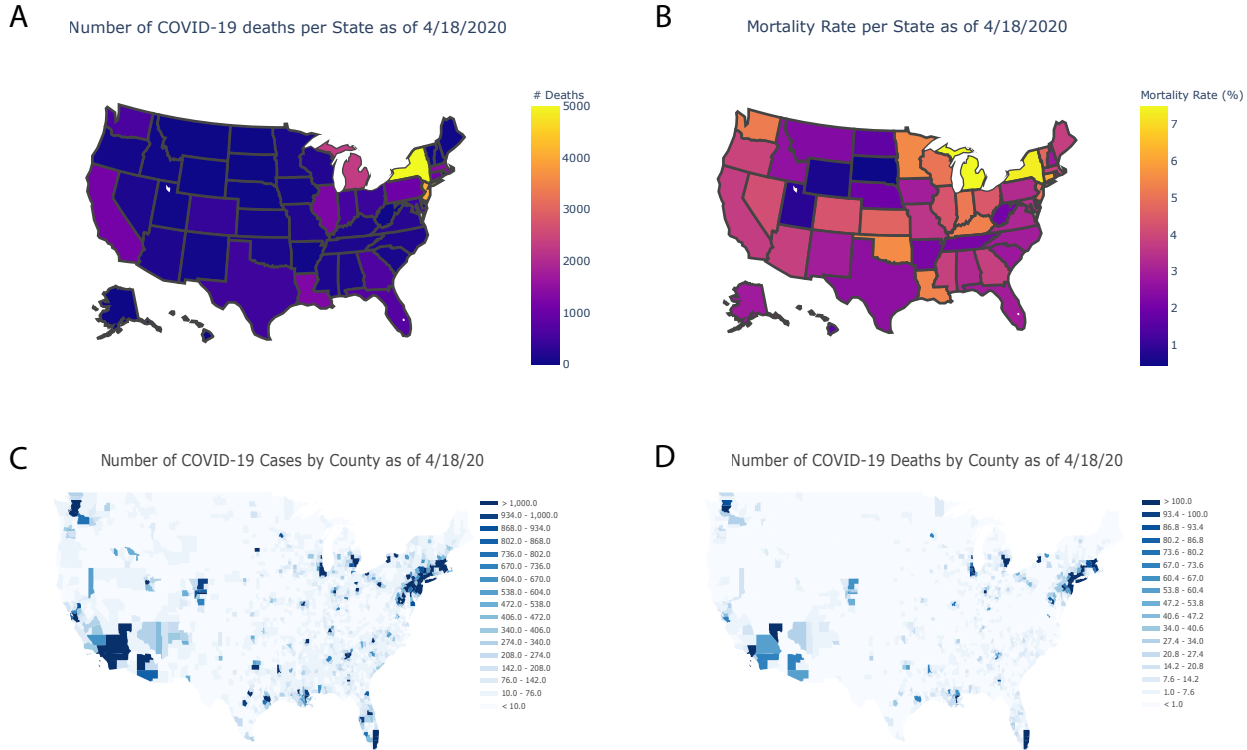 A
Number of COVID-19 deaths per State as of 4/18/2020
# Deaths
5000
4000
3000
2000
1000
0
B
Mortality Rate per State as of 4/18/2020
Mortality Rate (%)
7
6
5
4
3
2
1
C
Number of COVID-19 Cases by County as of 4/18/20
> 1,000.0
934.0 - 1,000.0
868.0 - 934.0
802.0 - 868.0
736.0 - 802.0
670.0 - 736.0
604.0 - 670.0
538.0 - 604.0
472.0 - 538.0
406.0 - 472.0
340.0 - 406.0
274.0 - 340.0
208.0 - 274.0
142.0 - 208.0
76.0 - 142.0
10.0 - 76.0
< 10.0
D
Number of COVID-19 Deaths by County as of 4/18/20
> 100.0
93.4 - 100.0
86.8 - 93.4
80.2 - 86.8
73.6 - 80.2
67.0 - 73.6
60.4 - 67.0
53.8 - 60.4
47.2 - 53.8
40.6 - 47.2
34.0 - 40.6
27.4 - 34.0
20.8 - 27.4
14.2 - 20.8
7.6 - 14.2
1.0 - 7.6
< 1.0